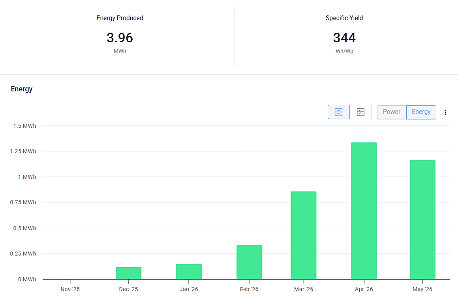 Energy Produced
3.96
MWh
Specific Yield
344
Wh/Wp
Energy
Power
Energy
1.5 MWh
1.25 MWh
1 MWh
0.75 MWh
0.5 MWh
0.25 MWh
0 MWh
Nov '25
Dec '25
Jan '26
Feb '26
Mar '26
Apr '26
May '26